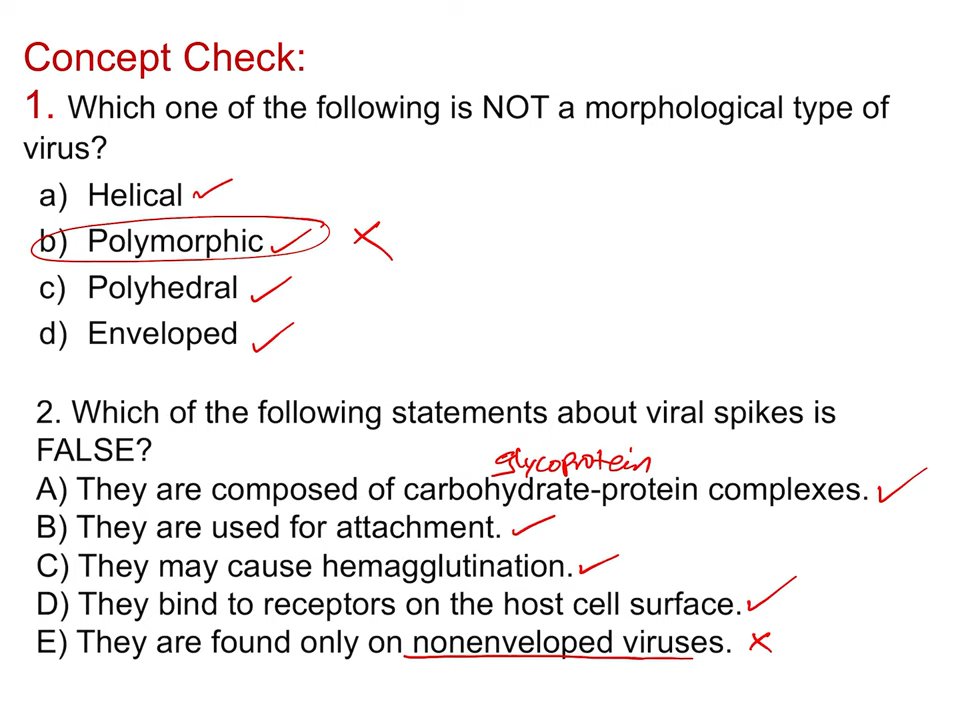 Concept Check:
1. Which one of the following is NOT a morphological type of
virus?
a) Helical
b) Polymorphic
c) Polyhedral
d) Enveloped
2. Which of the following statements about viral spikes is
FALSE?
glycoprotein
A) They are composed of carbohydrate-protein complexes.
B) They are used for attachment.
C) They may cause hemagglutination.
D) They bind to receptors on the host cell surface.
E) They are found only on nonenveloped viruses.